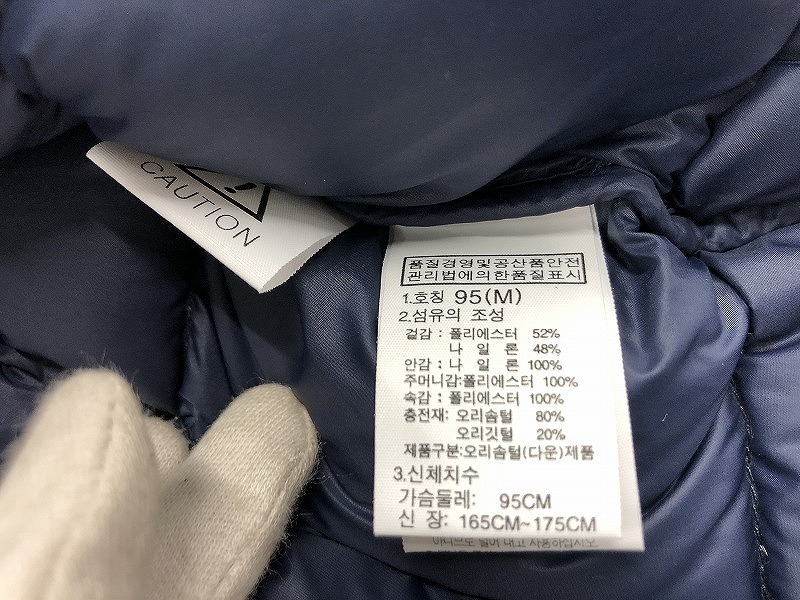 CAUTION
품질경영및공산품안전
관리법에의한품질표시
1.호칭 95(M)
2.섬유의 조성
겉감 : 폴리에스터 52%
나 일 론 48%
안감 : 나 일 론 100%
주머니감:폴리에스터 100%
속감 : 폴리에스터 100%
충전재: 오리솜털 80%
오리깃털 20%
제품구분:오리솜털(다운)제품
3.신체치수
가슴둘레: 95CM
신 장: 165CM~175CM